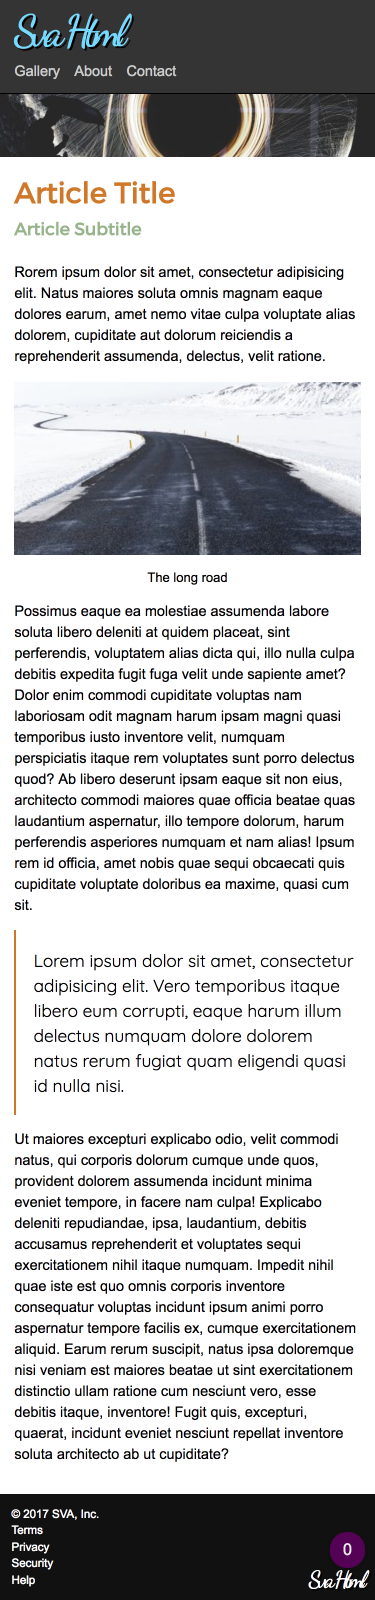 Sva Html
Gallery About Contact
Article Title
Article Subtitle
Rorem ipsum dolor sit amet, consectetur adipisicing
elit. Natus maiores soluta omnis magnam eaque
dolores earum, amet nemo vitae culpa voluptate alias
dolorem, cupiditate aut dolorum reiciendis a
reprehenderit assumenda, delectus, velit ratione.
The long road
Possimus eaque ea molestiae assumenda labore
soluta libero deleniti at quidem placeat, sint
perferendis, voluptatem alias dicta qui, illo nulla culpa
debitis expedita fugit fuga velit unde sapiente amet?
Dolor enim commodi cupiditate voluptas nam
laboriosam odit magnam harum ipsam magni quasi
temporibus iusto inventore velit, numquam
perspiciatis itaque rem voluptates sunt porro delectus
quod? Ab libero deserunt ipsam eaque sit non eius,
architecto commodi maiores quae officia beatae quas
laudantium aspernatur, illo tempore dolorum, harum
perferendis asperiores numquam et nam alias! Ipsum
rem id officia, amet nobis quae sequi obcaecati quis
cupiditate voluptate doloribus ea maxime, quasi cum
sit.
Lorem ipsum dolor sit amet, consectetur
adipisicing elit. Vero temporibus itaque
libero eum corrupti, eaque harum illum
delectus numquam dolore dolorem
natus rerum fugiat quam eligendi quasi
id nulla nisi.
Ut maiores excepturi explicabo odio, velit commodi
natus, qui corporis dolorum cumque unde quos,
provident dolorem assumenda incidunt minima
eveniet tempore, in facere nam culpa! Explicabo
deleniti repudiandae, ipsa, laudantium, debitis
accusamus reprehenderit et voluptates sequi
exercitationem nihil itaque numquam. Impedit nihil
quae iste est quo omnis corporis inventore
consequatur voluptas incidunt ipsum animi porro
aspernatur tempore facilis ex, cumque exercitationem
aliquid. Earum rerum suscipit, natus ipsa doloremque
nisi veniam est maiores beatae ut sint exercitationem
distinctio ullam ratione cum nesciunt vero, esse
debitis itaque, inventore! Fugit quis, excepturi,
quaerat, incidunt eveniet nesciunt repellat inventore
soluta architecto ab ut cupiditate?
© 2017 SVA, Inc.
Terms
Privacy
Security
Help
0
Sva Html